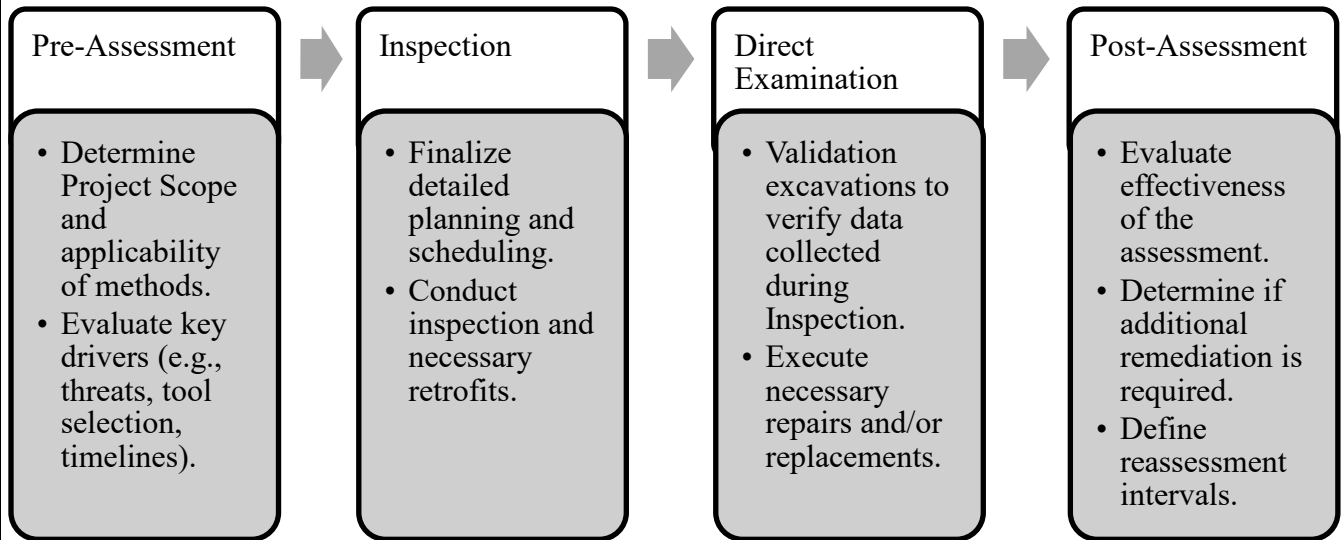 Pre-Assessment
• Determine
Project Scope
and
applicability
of methods.
• Evaluate key
drivers (e.g.,
threats, tool
selection,
timelines).
Inspection
• Finalize
detailed
planning and
scheduling.
• Conduct
inspection and
necessary
retrofits.
Direct
Examination
• Validation
excavations to
verify data
collected
during
Inspection.
• Execute
necessary
repairs and/or
replacements.
Post-Assessment
• Evaluate
effectiveness
of the
assessment.
• Determine if
additional
remediation is
required.
• Define
reassessment
intervals.